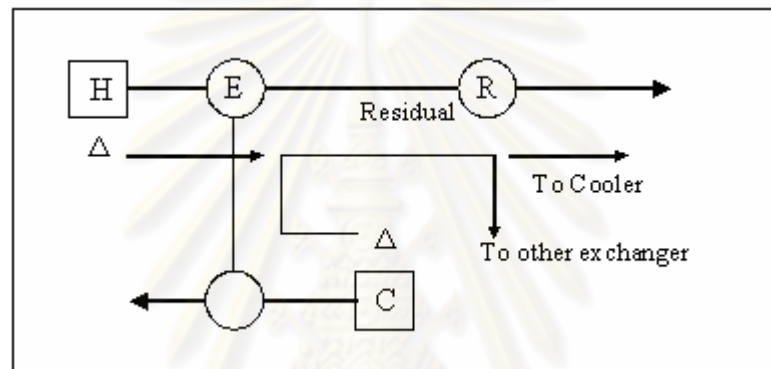 H E R
Residual
Δ
To Cooler
Δ
To other exchanger
C